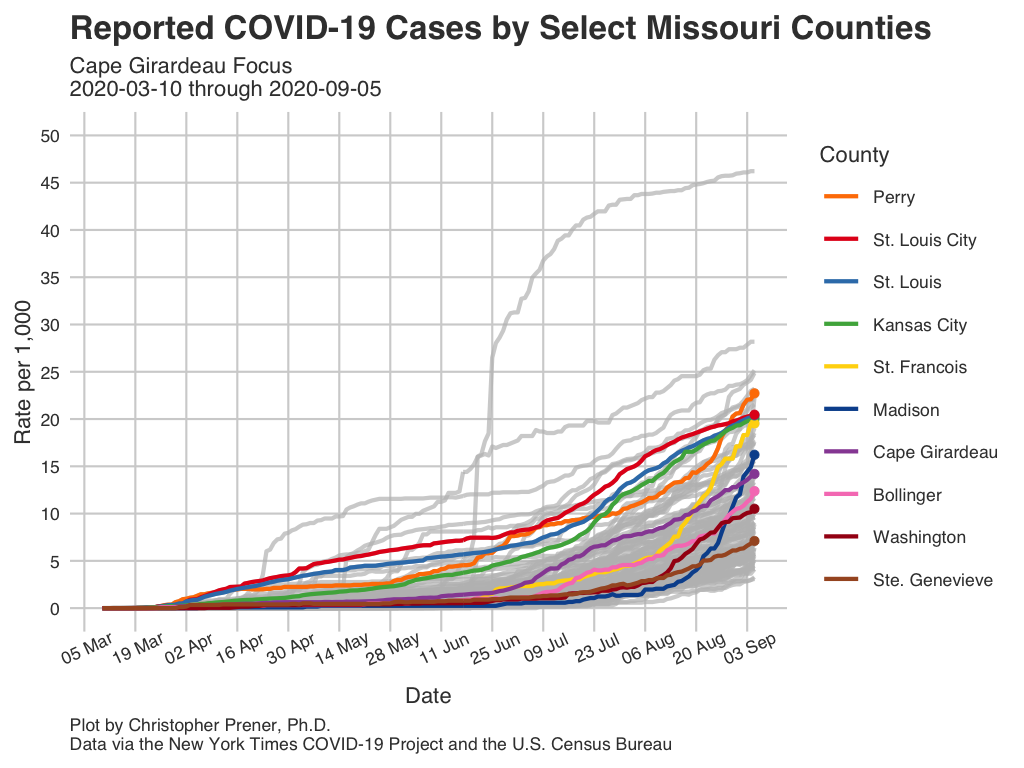 Reported COVID-19 Cases by Select Missouri Counties
Cape Girardeau Focus
2020-03-10 through 2020-09-05
50
45
40
35
30
25
20
15
10
5
0
Rate per 1,000
05 Mar
19 Mar
02 Apr
16 Apr
30 Apr
14 May
28 May
11 Jun
25 Jun
09 Jul
23 Jul
06 Aug
20 Aug
03 Sep
Date
County
Perry
St. Louis City
St. Louis
Kansas City
St. Francois
Madison
Cape Girardeau
Bollinger
Washington
Ste. Genevieve
Plot by Christopher Prener, Ph.D.
Data via the New York Times COVID-19 Project and the U.S. Census Bureau